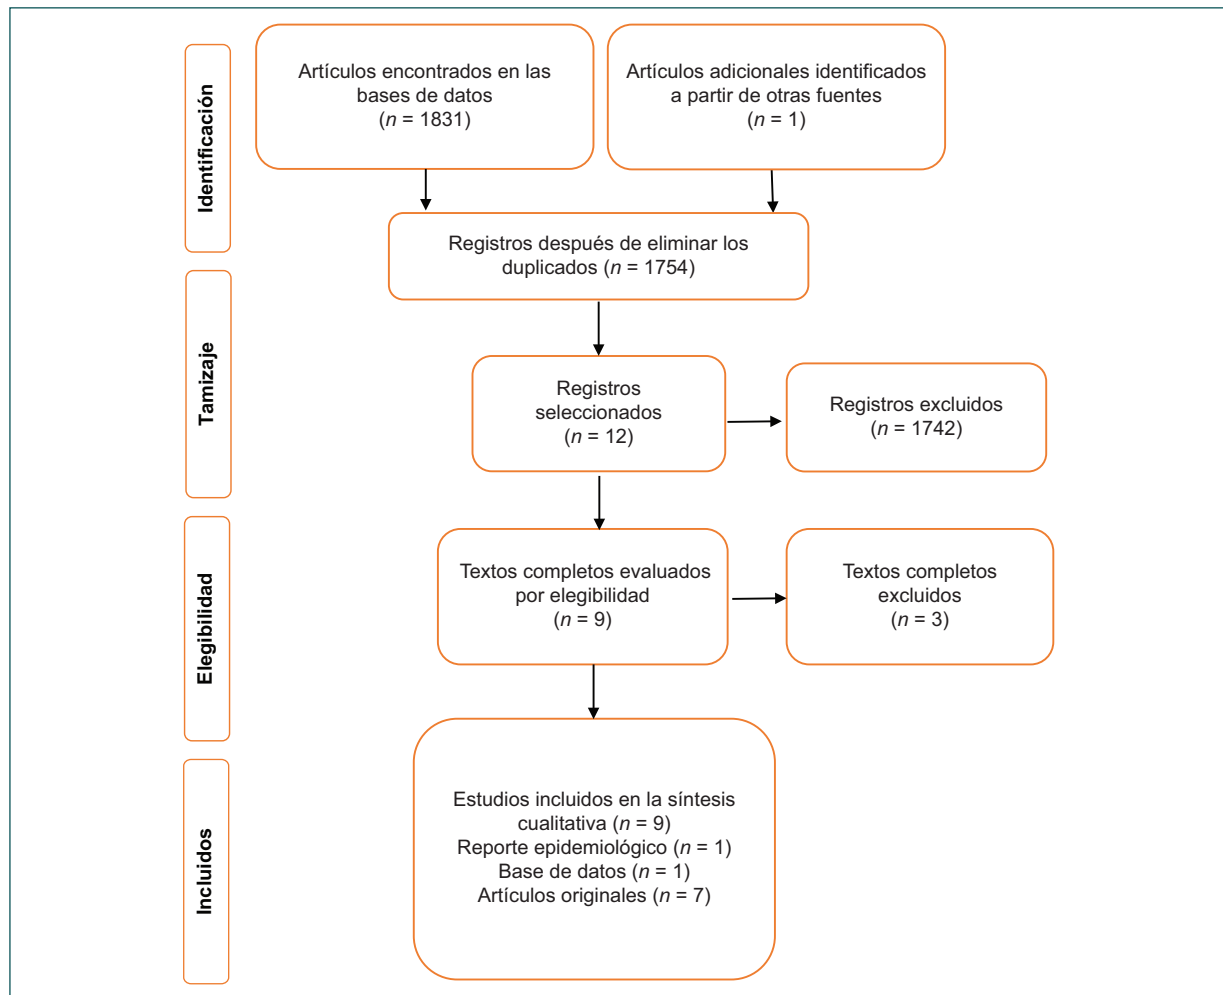 Identificación
Artículos encontrados en las
bases de datos
(n = 1831)
Artículos adicionales identificados
a partir de otras fuentes
(n = 1)
Registros después de eliminar los
duplicados (n = 1754)
Tamizaje
Registros
seleccionados
(n = 12)
Registros excluidos
(n = 1742)
Elegibilidad
Textos completos evaluados
por elegibilidad
(n = 9)
Textos completos
excluidos
(n = 3)
Incluidos
Estudios incluidos en la síntesis
cualitativa (n = 9)
Reporte epidemiológico (n = 1)
Base de datos (n = 1)
Artículos originales (n = 7)